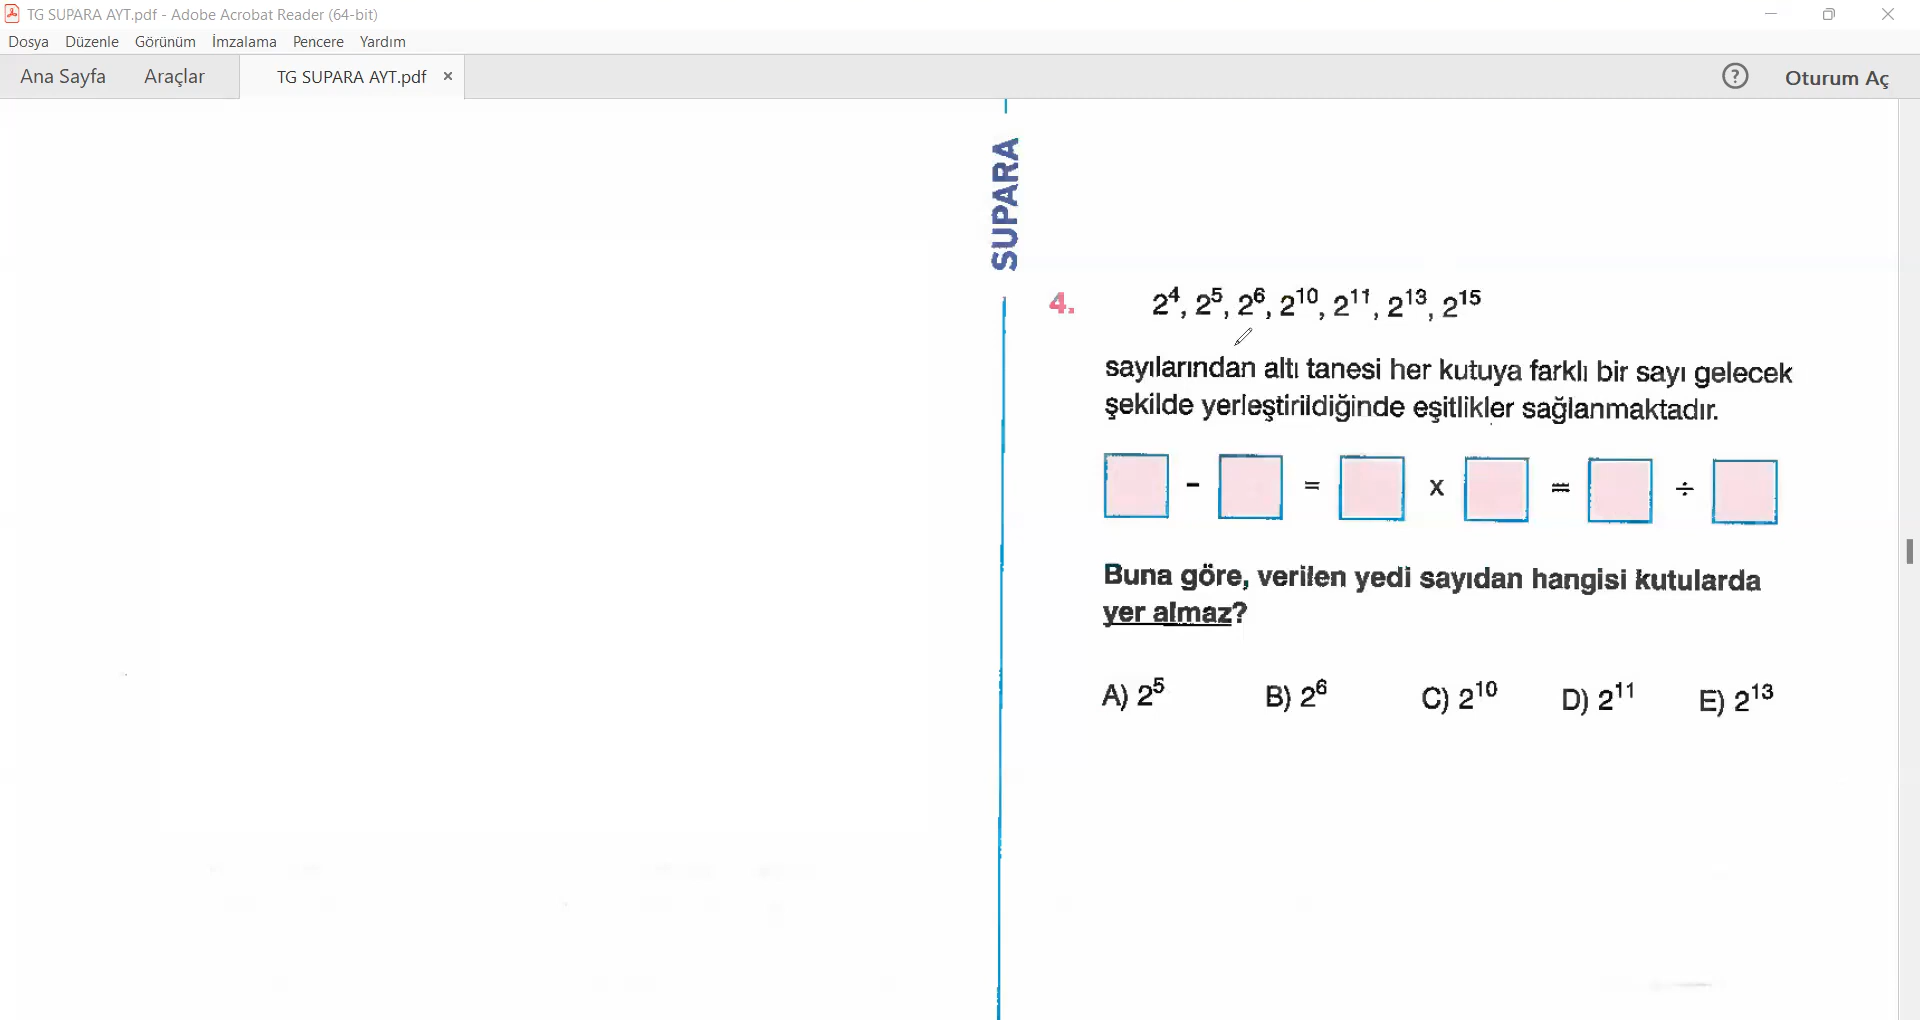 TG SUPARA AYT.pdf - Adobe Acrobat Reader (64-bit)
Dosya Düzenle Görünüm İmzalama Pencere Yardım
Ana Sayfa Araçlar TG SUPARA AYT.pdf × ? Oturum Aç
SUPARA
4. 2⁴, 2⁵, 2⁶, 2¹⁰, 2¹¹, 2¹³, 2¹⁵
sayılarından altı tanesi her kutuya farklı bir sayı gelecek
şekilde yerleştirildiğinde eşitlikler sağlanmaktadır.
- = x = ÷
Buna göre, verilen yedi sayıdan hangisi kutularda
yer almaz?
A) 2⁵ B) 2⁶ C) 2¹⁰ D) 2¹¹ E) 2¹³